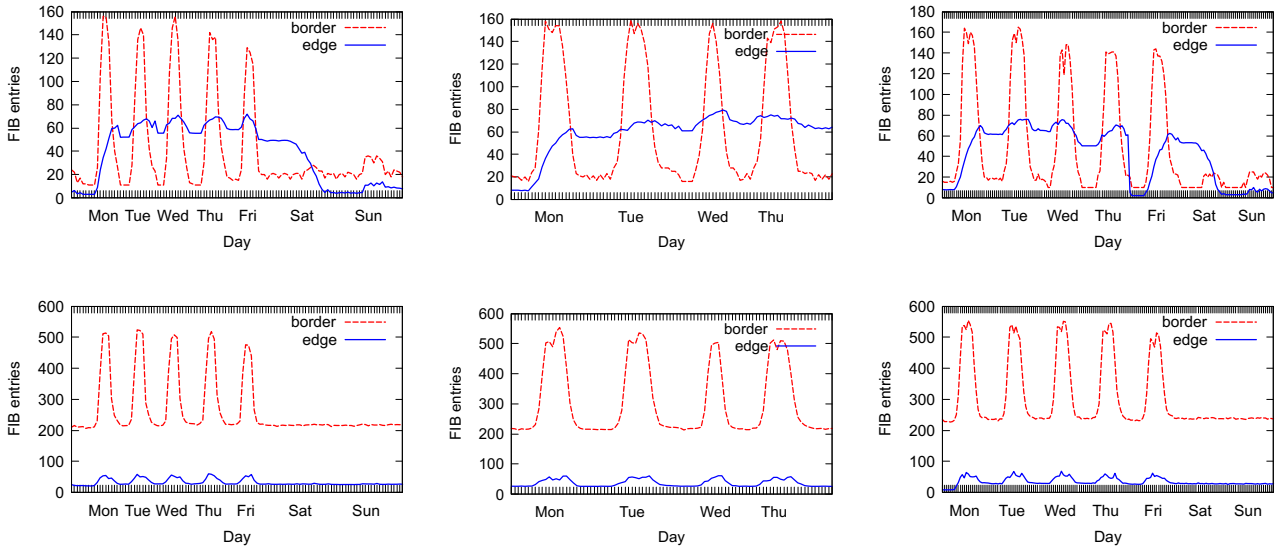 160
140
120
100
80
60
40
20
0
FIB entries
border
edge
Mon Tue Wed Thu Fri Sat Sun
Day
160
140
120
100
80
60
40
20
0
FIB entries
border
edge
Mon Tue Wed Thu
Day
180
160
140
120
100
80
60
40
20
0
FIB entries
border
edge
Mon Tue Wed Thu Fri Sat Sun
Day
600
500
400
300
200
100
0
FIB entries
border
edge
Mon Tue Wed Thu Fri Sat Sun
Day
600
500
400
300
200
100
0
FIB entries
border
edge
Mon Tue Wed Thu
Day
600
500
400
300
200
100
0
FIB entries
border
edge
Mon Tue Wed Thu Fri Sat Sun
Day